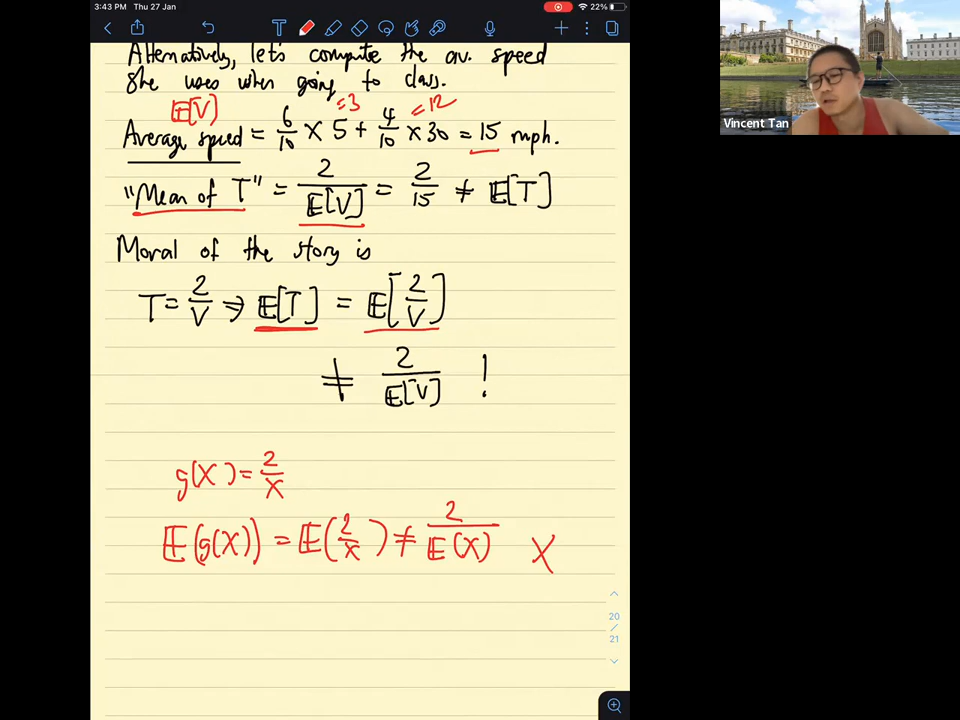 3:43 PM Thu 27 Jan
22%
Alternatively, let's compute the av. speed
she uses when going to class.
E[V] =3 =12
Average speed = 6/10 × 5 + 4/10 × 30 = 15 mph.
"Mean of T" = 2/E[V] = 2/15 ≠ E[T]
Moral of the story is
T = 2/V ⇒ E[T] = E[2/V]
≠ 2/E[V] !
g(X) = 2/X
E(g(X)) = E(2/X) ≠ 2/E(X) X
20
/
21
Vincent Tan